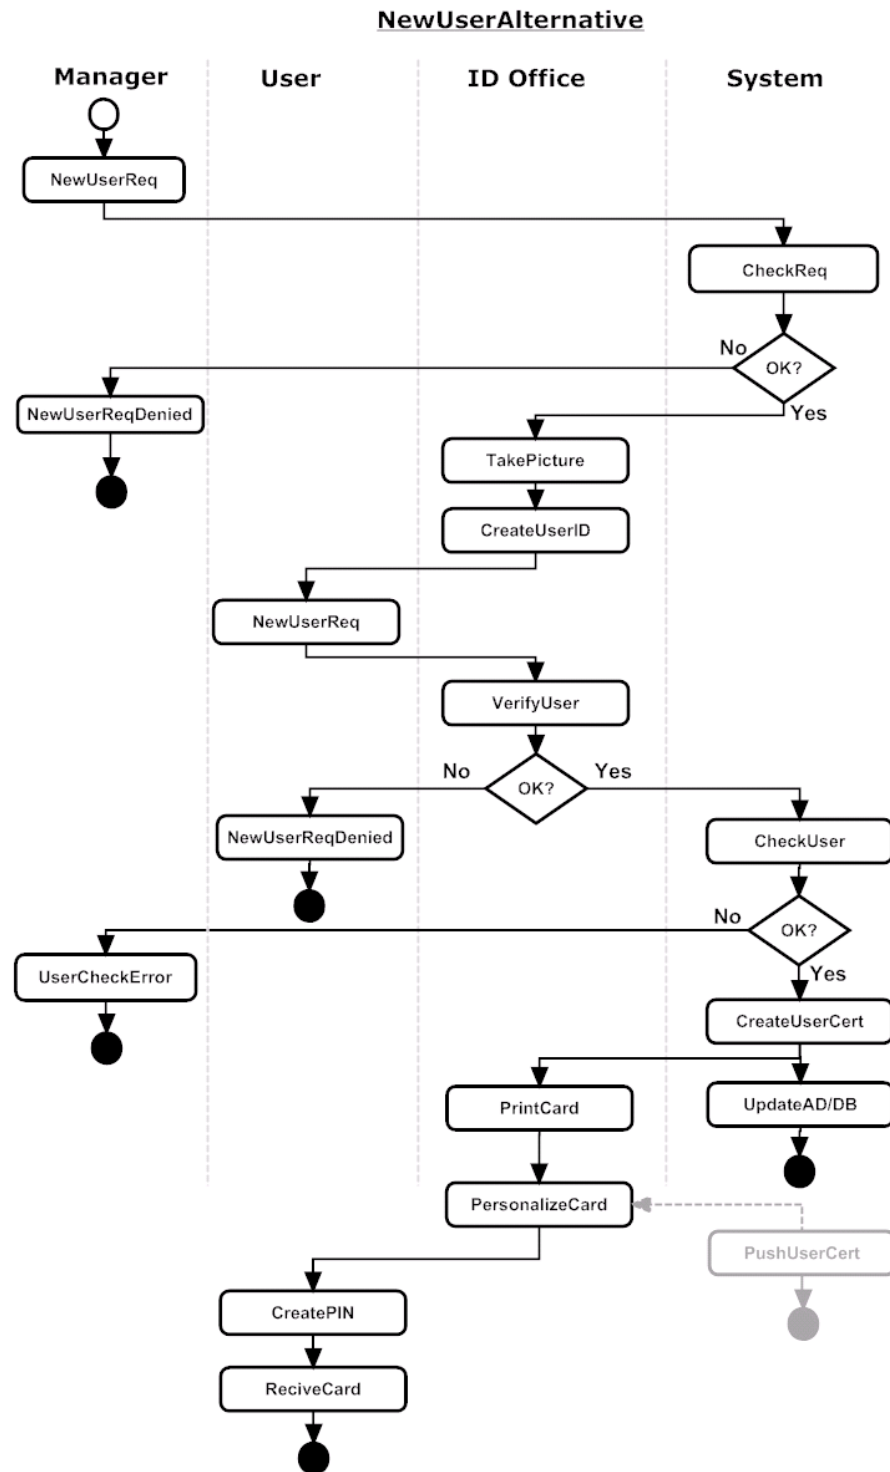 NewUserAlternative
Manager
User
ID Office
System
NewUserReq
CheckReq
No
OK?
Yes
NewUserReqDenied
TakePicture
CreateUserID
NewUserReq
VerifyUser
No
OK?
Yes
NewUserReqDenied
CheckUser
No
OK?
Yes
UserCheckError
CreateUserCert
PrintCard
UpdateAD/DB
PersonalizeCard
PushUserCert
CreatePIN
ReciveCard